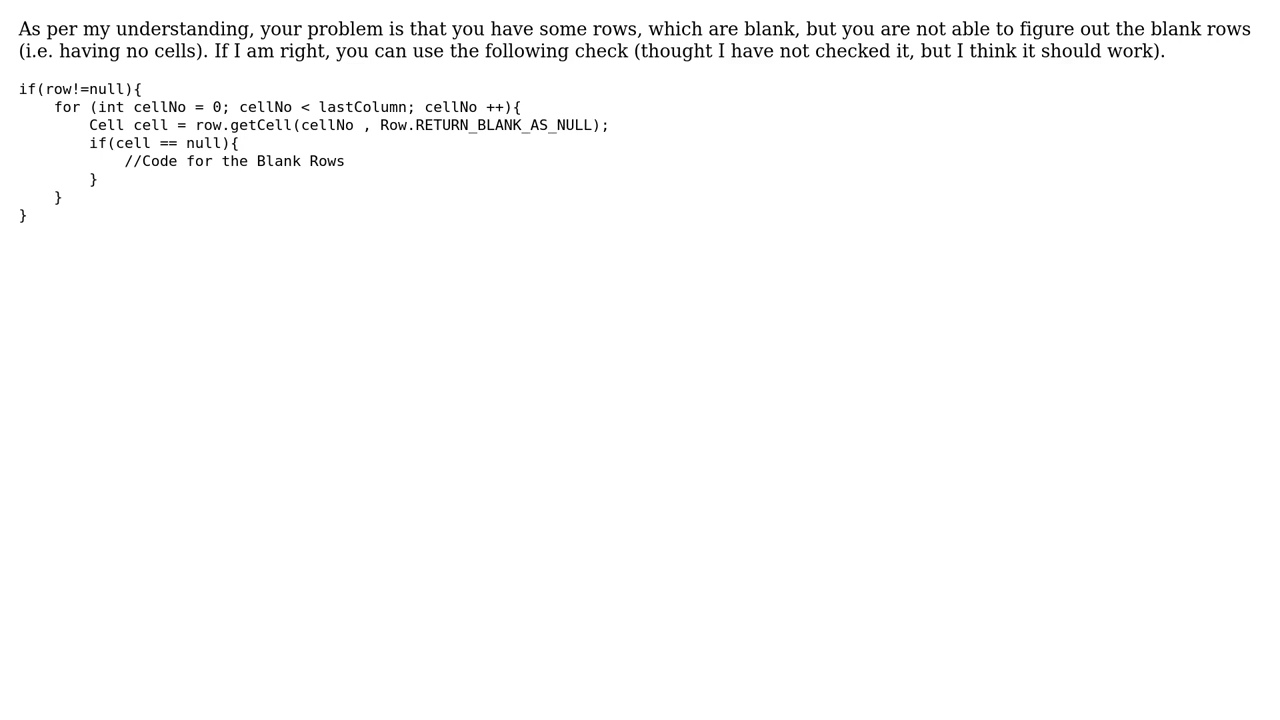 As per my understanding, your problem is that you have some rows, which are blank, but you are not able to figure out the blank rows
(i.e. having no cells). If I am right, you can use the following check (thought I have not checked it, but I think it should work).
if(row!=null){
    for (int cellNo = 0; cellNo < lastColumn; cellNo ++){
        Cell cell = row.getCell(cellNo , Row.RETURN_BLANK_AS_NULL);
        if(cell == null){
            //Code for the Blank Rows
        }
    }
}